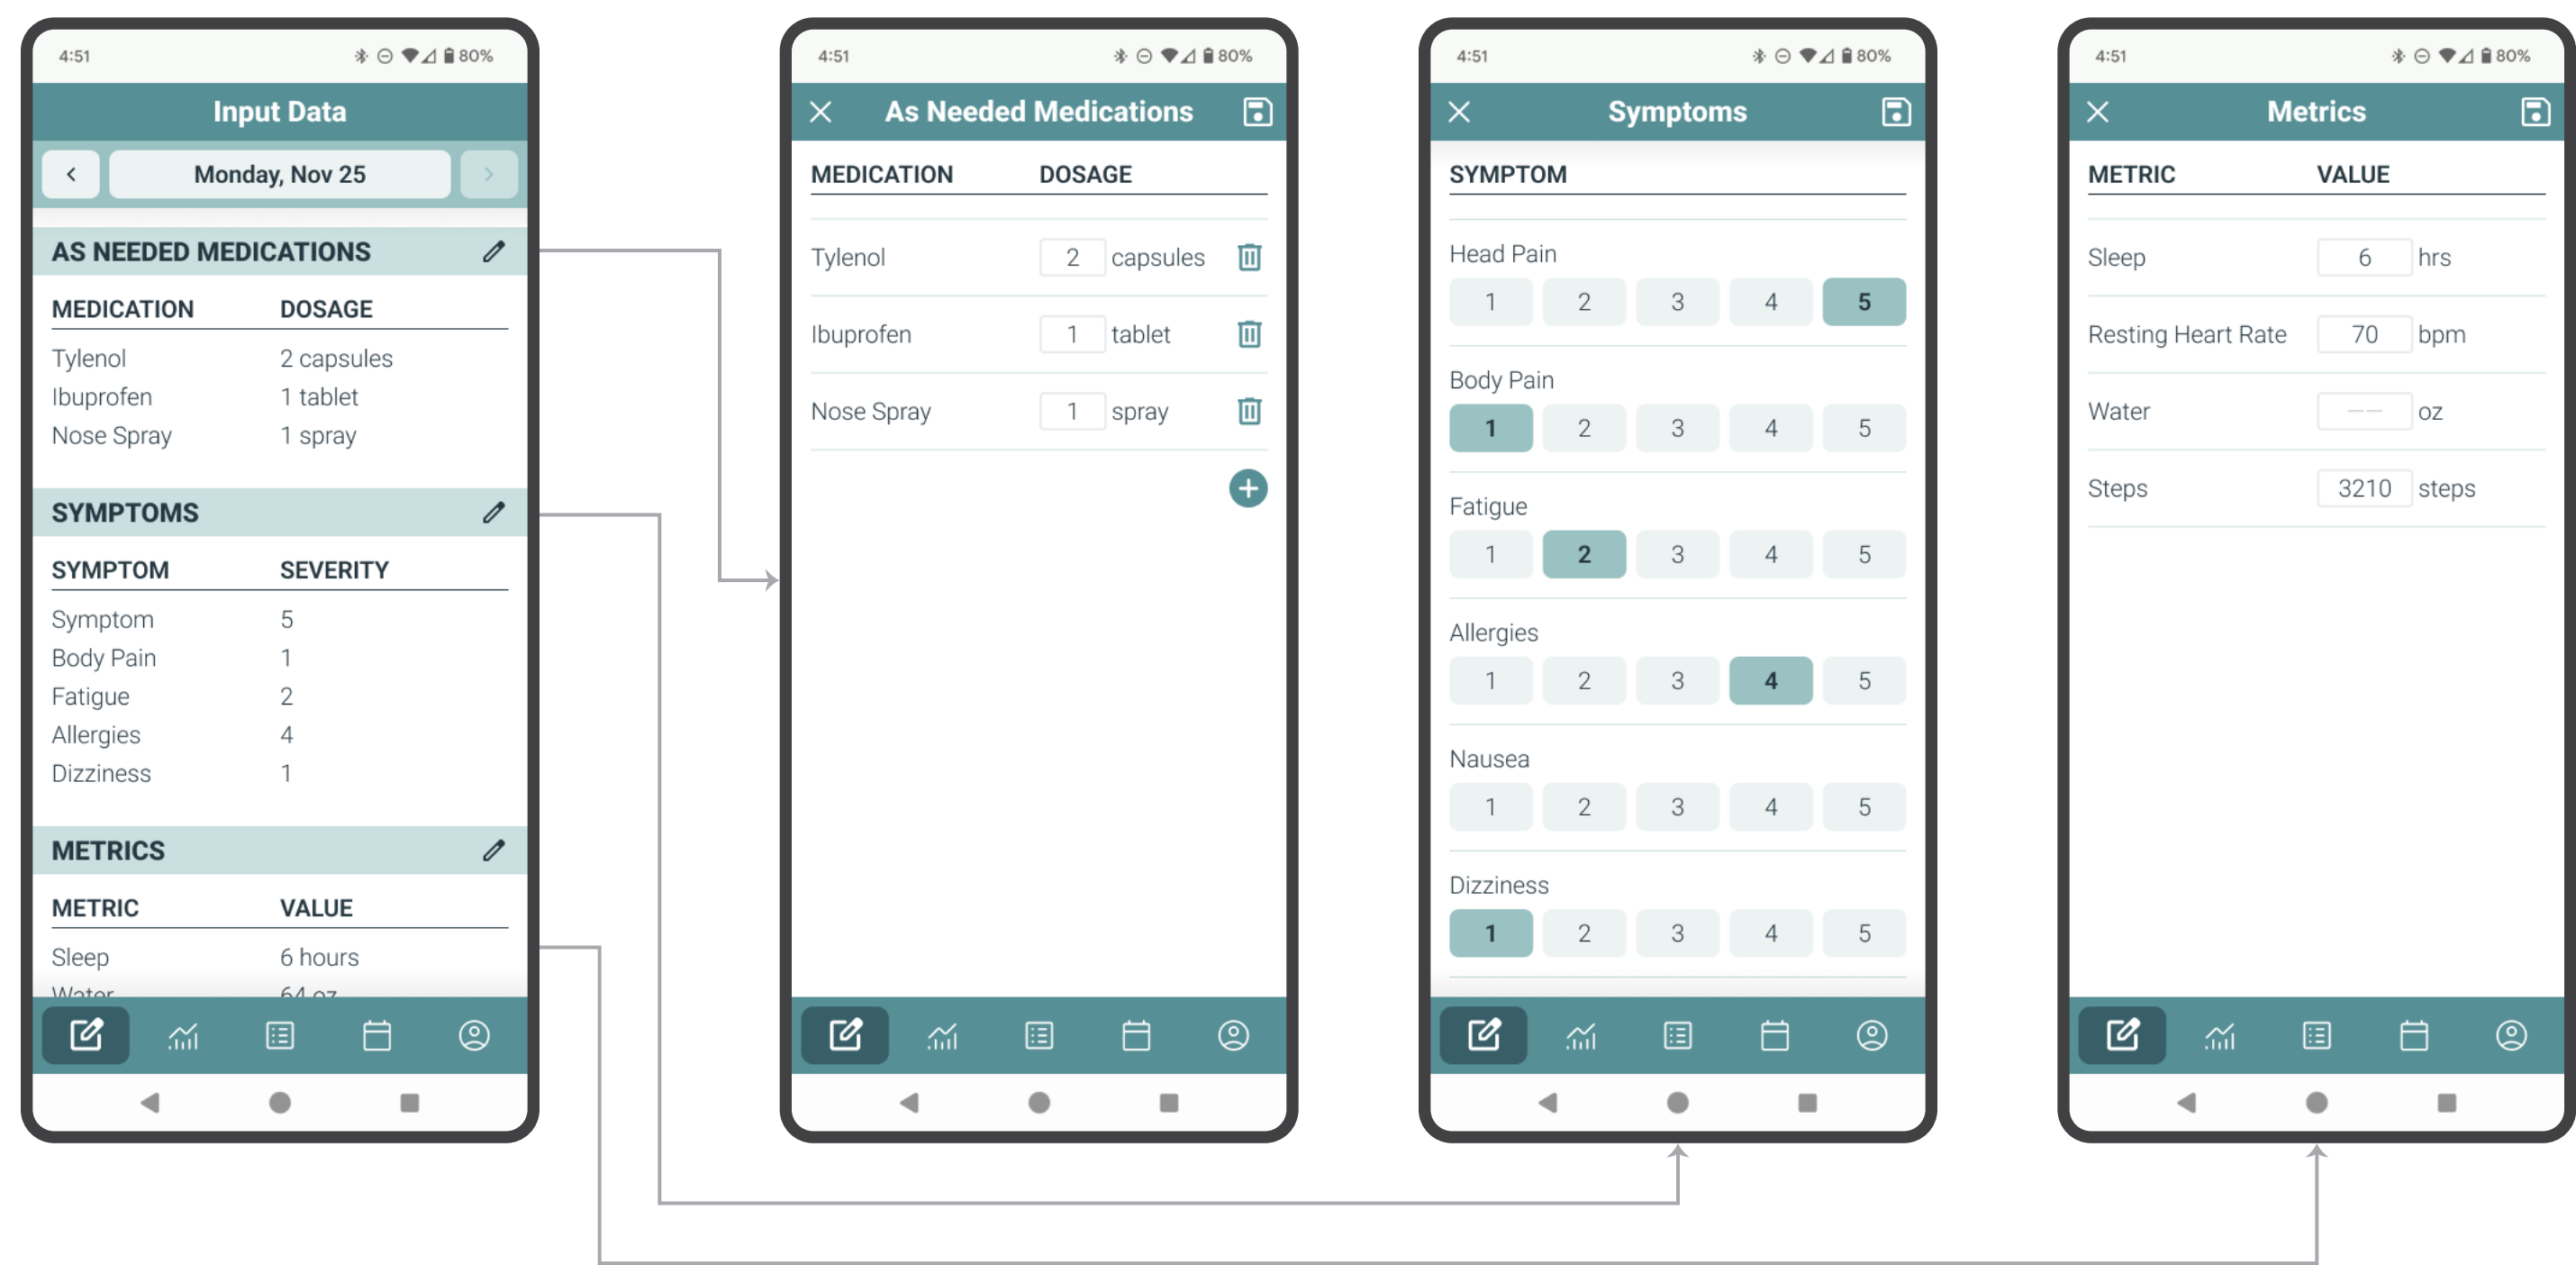 4:51 80%
Input Data
Monday, Nov 25
AS NEEDED MEDICATIONS
MEDICATION DOSAGE
Tylenol 2 capsules
Ibuprofen 1 tablet
Nose Spray 1 spray
SYMPTOMS
SYMPTOM SEVERITY
Symptom 5
Body Pain 1
Fatigue 2
Allergies 4
Dizziness 1
METRICS
METRIC VALUE
Sleep 6 hours
Water 64 oz
4:51 80%
As Needed Medications
MEDICATION DOSAGE
Tylenol 2 capsules
Ibuprofen 1 tablet
Nose Spray 1 spray
4:51 80%
Symptoms
SYMPTOM
Head Pain
1 2 3 4 5
Body Pain
1 2 3 4 5
Fatigue
1 2 3 4 5
Allergies
1 2 3 4 5
Nausea
1 2 3 4 5
Dizziness
1 2 3 4 5
4:51 80%
Metrics
METRIC VALUE
Sleep 6 hrs
Resting Heart Rate 70 bpm
Water —— oz
Steps 3210 steps